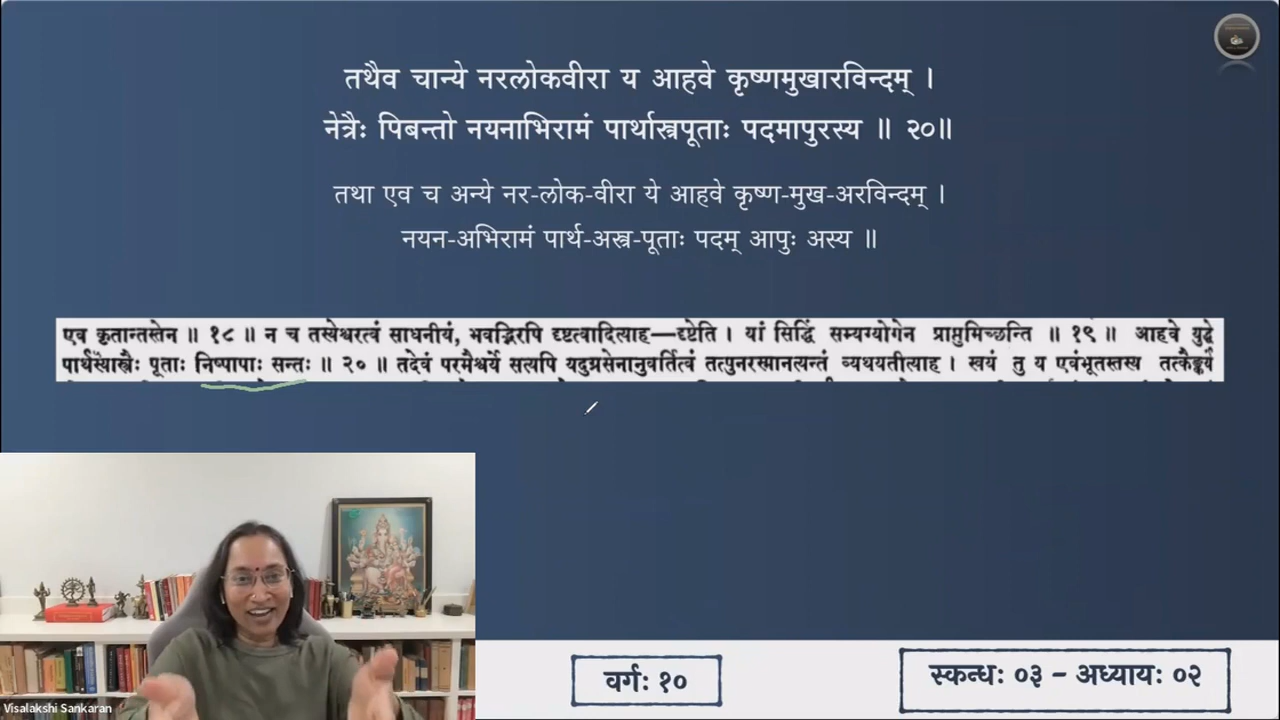 तथैव चान्ये नरलोकवीरा य आहवे कृष्णमुखारविन्दम् ।
नेत्रैः पिबन्तो नयनाभिरामं पार्थास्त्रपूताः पदमापुरस्य ॥ २०॥
तथा एव च अन्ये नर-लोक-वीरा ये आहवे कृष्ण-मुख-अरविन्दम् ।
नयन-अभिरामं पार्थ-अस्त्र-पूताः पदम् आपुः अस्य ॥
एव कृतान्तस्तेन ॥ १८ ॥ न च तस्येश्वरत्वं साधनीयं, भवद्भिरपि दृष्टत्वादित्याह—दृष्टेति । यां सिद्धिं सम्यग्योगेन प्राप्तुमिच्छन्ति ॥ १९ ॥ आहवे युद्धे
पार्थस्यास्त्रैः पूताः निष्पापाः सन्तः ॥ २० ॥ तदेवं परमैश्वर्ये सत्यपि यदुग्रसेनानुवर्तित्वं तत्पुनरस्मानत्यन्तं व्यथयतीत्याह । स्वयं तु य एवंभूतस्तस्य तत्कैङ्कर्यं
Visalakshi Sankaran
वर्गः १०
स्कन्धः ०३ – अध्यायः ०२